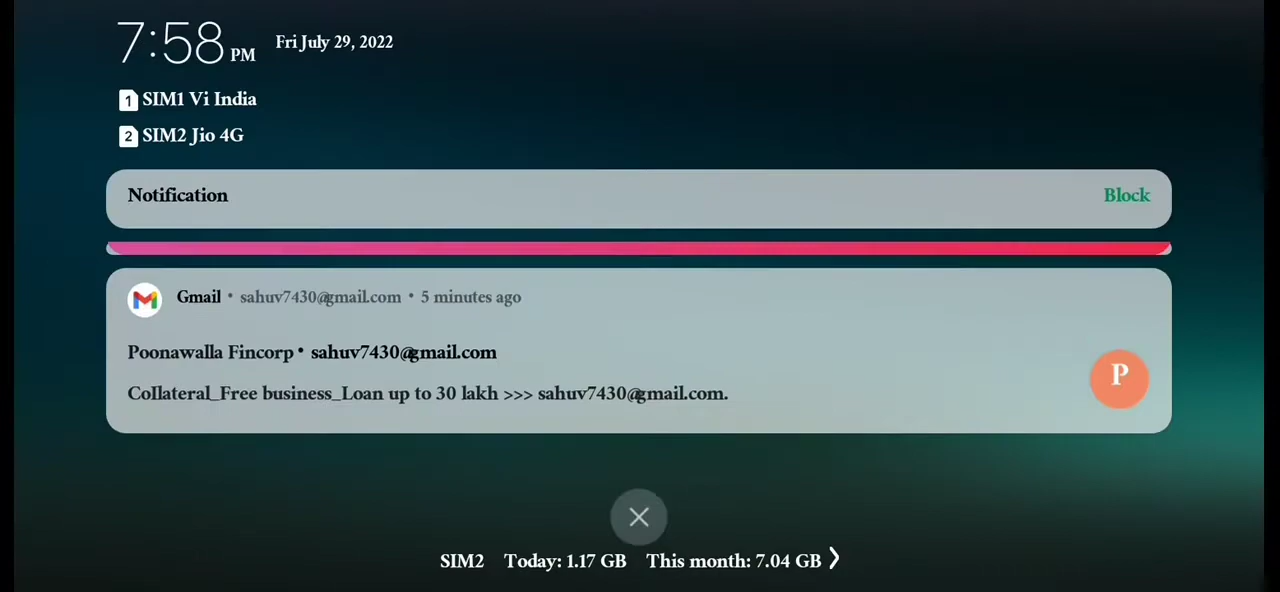 7:58 PM Fri July 29, 2022
1 SIM1 Vi India
2 SIM2 Jio 4G
Notification Block
Gmail • sahuv7430@gmail.com • 5 minutes ago
Poonawalla Fincorp • sahuv7430@gmail.com
Collateral_Free business_Loan up to 30 lakh >>> sahuv7430@gmail.com.
P
SIM2 Today: 1.17 GB This month: 7.04 GB